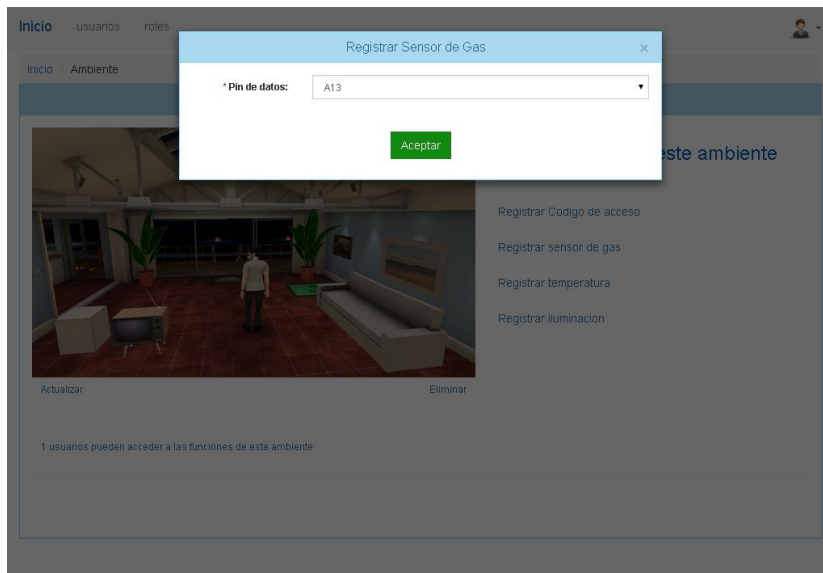 Inicio usuarios roles
Registrar Sensor de Gas ×
Inicio / Ambiente
* Pin de datos: A13
Aceptar
este ambiente
Registrar Codigo de acceso
Registrar sensor de gas
Registrar temperatura
Registrar iluminacion
Actualizar Eliminar
1 usuarios pueden acceder a las funciones de este ambiente